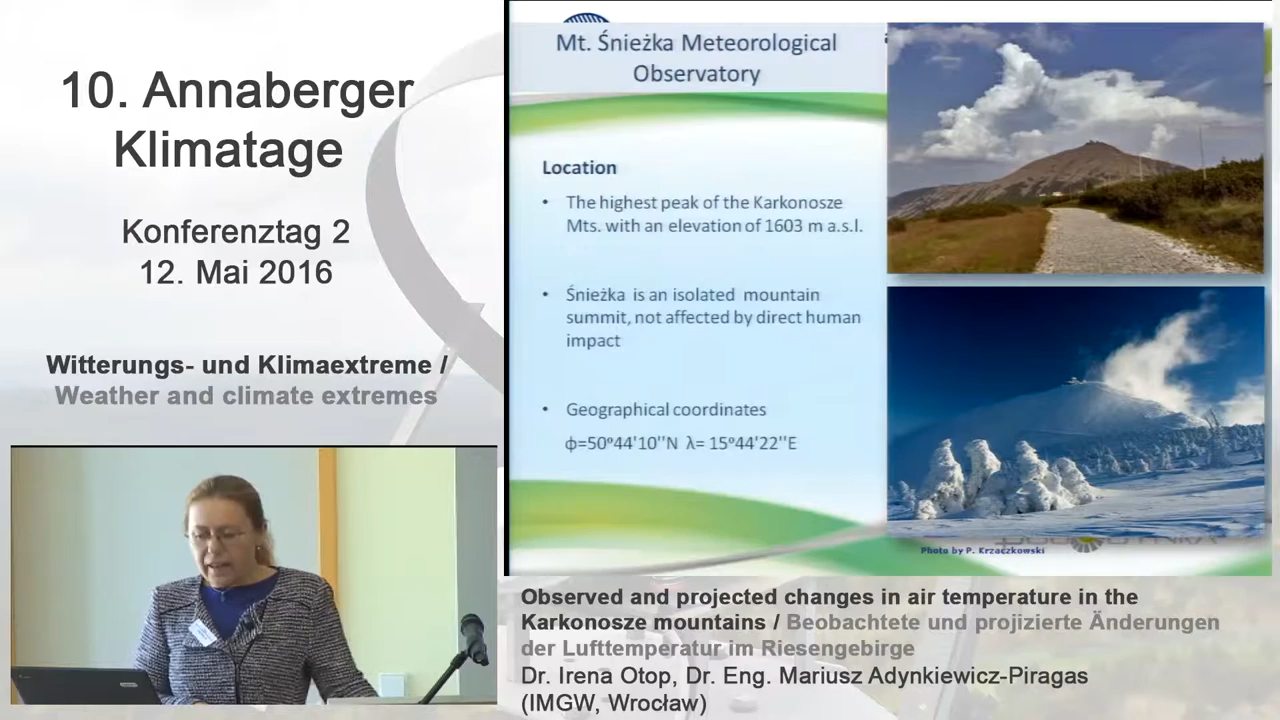 10. Annaberger
Klimatage
Konferenztag 2
12. Mai 2016
Witterungs- und Klimaextreme /
Weather and climate extremes
Mt. Śnieżka Meteorological
Observatory
Location
• The highest peak of the Karkonosze
Mts. with an elevation of 1603 m a.s.l.
• Śnieżka is an isolated mountain
summit, not affected by direct human
impact
• Geographical coordinates
φ=50º44'10''N λ= 15º44'22''E
Photo by P. Krzaczkowski
Observed and projected changes in air temperature in the
Karkonosze mountains / Beobachtete und projizierte Änderungen
der Lufttemperatur im Riesengebirge
Dr. Irena Otop, Dr. Eng. Mariusz Adynkiewicz-Piragas
(IMGW, Wrocław)